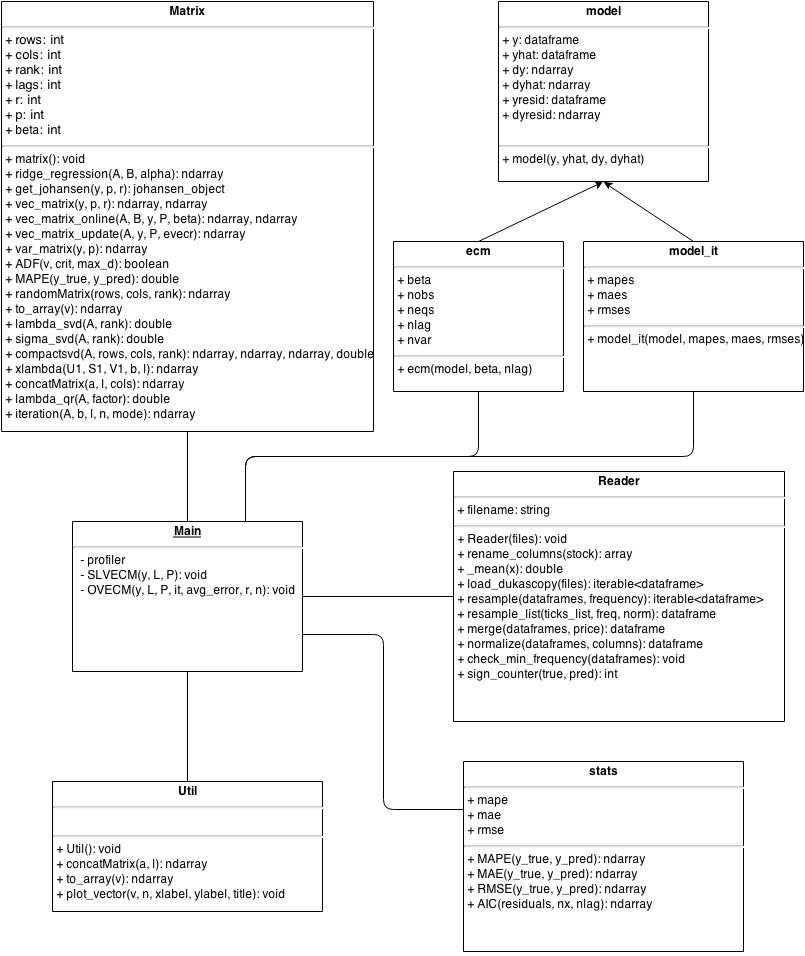 Matrix
+ rows: int
+ cols: int
+ rank: int
+ lags: int
+ r: int
+ p: int
+ beta: int
+ matrix(): void
+ ridge_regression(A, B, alpha): ndarray
+ get_johansen(y, p, r): johansen_object
+ vec_matrix(y, p, r): ndarray, ndarray
+ vec_matrix_online(A, B, y, P, beta): ndarray, ndarray
+ vec_matrix_update(A, y, P, evecr): ndarray
+ var_matrix(y, p): ndarray
+ ADF(v, crit, max_d): boolean
+ MAPE(y_true, y_pred): double
+ randomMatrix(rows, cols, rank): ndarray
+ to_array(v): ndarray
+ lambda_svd(A, rank): double
+ sigma_svd(A, rank): double
+ compactsvd(A, rows, cols, rank): ndarray, ndarray, ndarray, double
+ xlambda(U1, S1, V1, b, l): ndarray
+ concatMatrix(a, l, cols): ndarray
+ lambda_qr(A, factor): double
+ iteration(A, b, l, n, mode): ndarray
model
+ y: dataframe
+ yhat: dataframe
+ dy: ndarray
+ dyhat: ndarray
+ yresid: dataframe
+ dyresid: ndarray
+ model(y, yhat, dy, dyhat)
ecm
+ beta
+ nobs
+ neqs
+ nlag
+ nvar
+ ecm(model, beta, nlag)
model_it
+ mapes
+ maes
+ rmses
+ model_it(model, mapes, maes, rmses)
Main
- profiler
- SLVECM(y, L, P): void
- OVECM(y, L, P, it, avg_error, r, n): void
Reader
+ filename: string
+ Reader(files): void
+ rename_columns(stock): array
+ _mean(x): double
+ load_dukascopy(files): iterable<dataframe>
+ resample(dataframes, frequency): iterable<dataframe>
+ resample_list(ticks_list, freq, norm): dataframe
+ merge(dataframes, price): dataframe
+ normalize(dataframes, columns): dataframe
+ check_min_frequency(dataframes): void
+ sign_counter(true, pred): int
Util
+ Util(): void
+ concatMatrix(a, l): ndarray
+ to_array(v): ndarray
+ plot_vector(v, n, xlabel, ylabel, title): void
stats
+ mape
+ mae
+ rmse
+ MAPE(y_true, y_pred): ndarray
+ MAE(y_true, y_pred): ndarray
+ RMSE(y_true, y_pred): ndarray
+ AIC(residuals, nx, nlag): ndarray